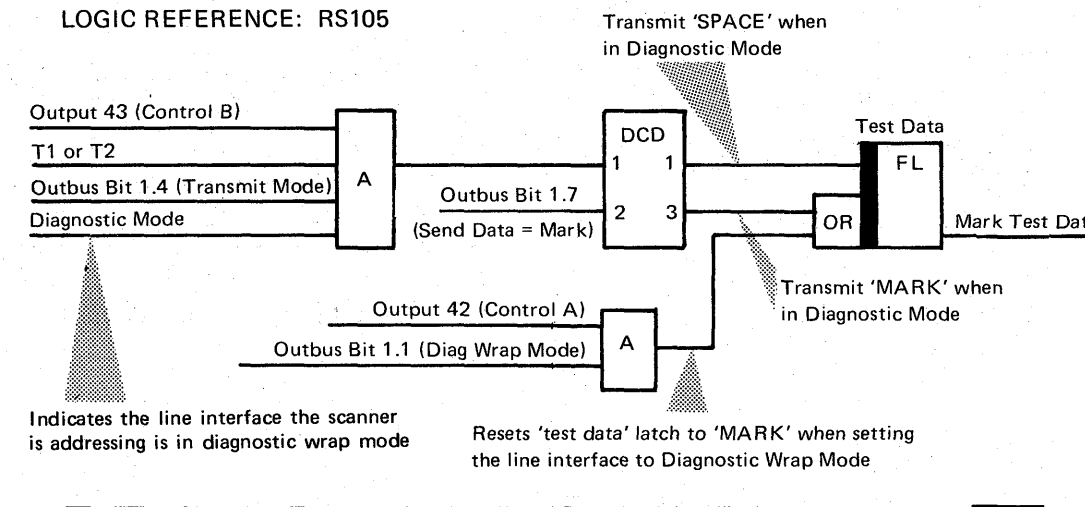 LOGIC REFERENCE: RS105
Transmit 'SPACE' when
in Diagnostic Mode
Output 43 (Control B)
T1 or T2
Outbus Bit 1.4 (Transmit Mode)
Diagnostic Mode
A
DCD
1 1
2 3
Outbus Bit 1.7
(Send Data = Mark)
Test Data
FL
OR
Mark Test Dat
Transmit 'MARK' when
in Diagnostic Mode
Output 42 (Control A)
Outbus Bit 1.1 (Diag Wrap Mode)
A
Indicates the line interface the scanner
is addressing is in diagnostic wrap mode
Resets 'test data' latch to 'MARK' when setting
the line interface to Diagnostic Wrap Mode